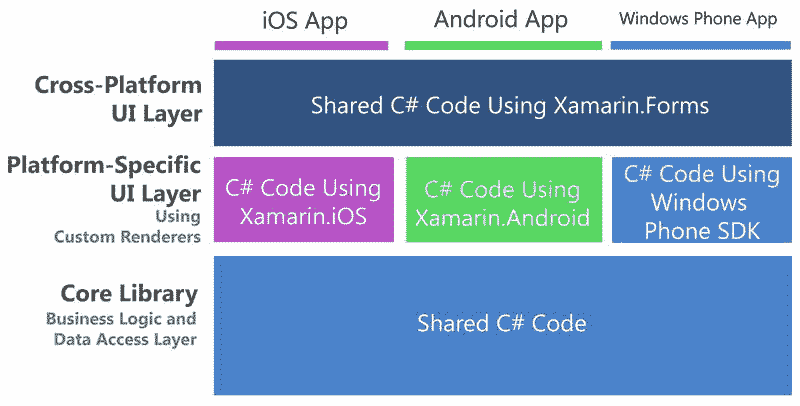 iOS App
Android App
Windows Phone App
Cross-Platform
UI Layer
Shared C# Code Using Xamarin.Forms
Platform-Specific
UI Layer
Using
Custom Renderers
C# Code Using
Xamarin.iOS
C# Code Using
Xamarin.Android
C# Code Using
Windows
Phone SDK
Core Library
Business Logic and
Data Access Layer
Shared C# Code